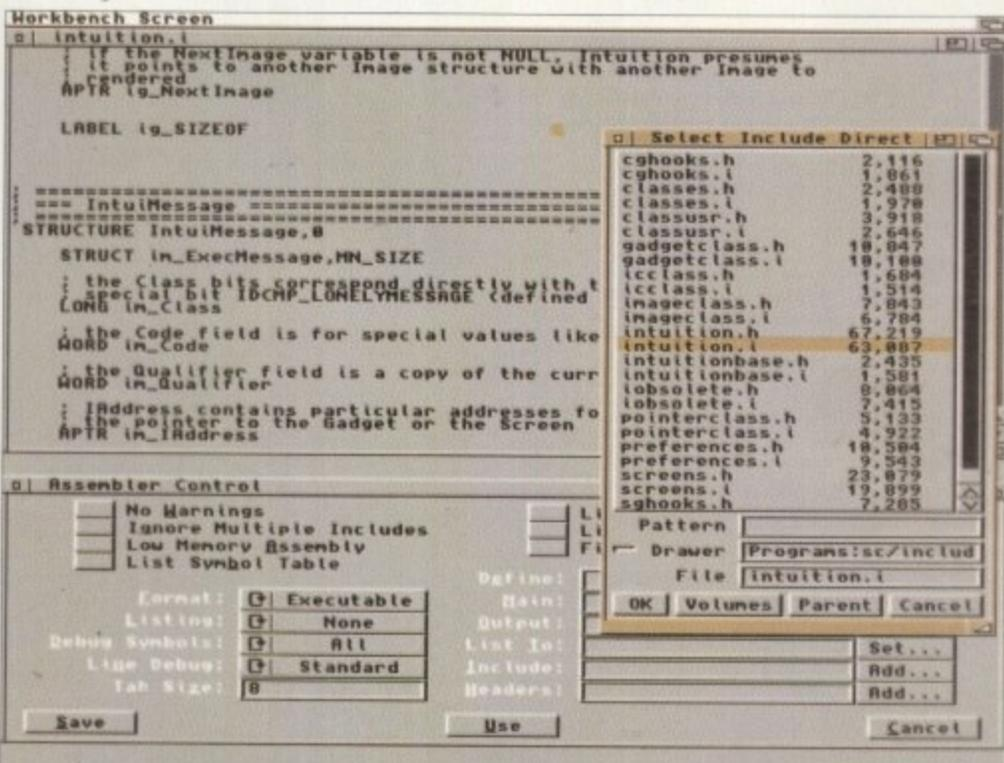 Workbench Screen
intuition.i
; if the NextImage variable is not NULL, Intuition presumes
; it points to another Image structure with another Image to
; rendered
APTR ig_NextImage
LABEL ig_SIZEOF
; ===
; === IntuiMessage ===
; ===
STRUCTURE IntuiMessage,0
STRUCT im_ExecMessage,MN_SIZE
; the Class bits correspond directly with t
; special bit IDCMP_LONELYMESSAGE (defined
LONG im_Class
; the Code field is for special values like
WORD im_Code
; the Qualifier field is a copy of the curr
WORD im_Qualifier
; IAddress contains particular addresses fo
; the pointer to the Gadget or the Screen
APTR im_IAddress
Select Include Direct
cghooks.h 2,116
cghooks.i 1,861
classes.h 2,488
classes.i 1,970
classusr.h 3,918
classusr.i 2,646
gadgetclass.h 10,847
gadgetclass.i 10,100
icclass.h 1,684
icclass.i 1,514
imageclass.h 7,843
imageclass.i 6,784
intuition.h 67,219
intuition.i 63,087
intuitionbase.h 2,435
intuitionbase.i 1,581
iobsolete.h 8,064
iobsolete.i 7,415
pointerclass.h 5,133
pointerclass.i 4,922
preferences.h 10,504
preferences.i 9,543
screens.h 23,079
screens.i 19,899
sghooks.h 7,285
Pattern
Drawer Programs:sc/includ
File intuition.i
OK Volumes Parent Cancel
Assembler Control
No Warnings
Ignore Multiple Includes
Low Memory Assembly
List Symbol Table
Li
Li
Fi
Format: Executable
Listing: None
Debug Symbols: All
Line Debug: Standard
Tab Size: 8
Define:
Main:
Output:
List To: Set...
Include: Add...
Headers: Add...
Save Use Cancel